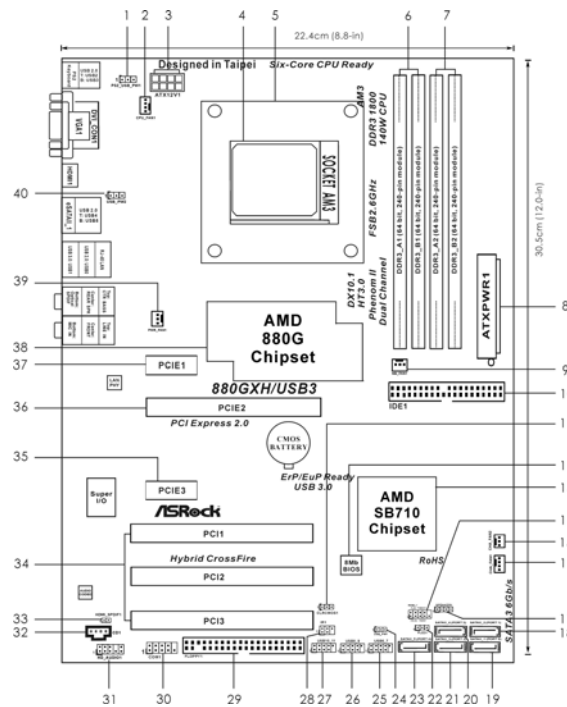 1 2 3 4 5 6 7
22.4cm (8.8-in)
Designed in Taipei Six-Core CPU Ready
ATX12V1
AM3
DDR3 1800
140W CPU
SOCKET AM3
FSB2.6GHz
DDR3_A1 (64 bit, 240-pin module)
DDR3_B1 (64 bit, 240-pin module)
DDR3_A2 (64 bit, 240-pin module)
DDR3_B2 (64 bit, 240-pin module)
30.5cm (12.0-in)
VGA1
DVI_CON1
40
39
DX10.1
HT3.0
Phenom II
Dual Channel
ATXPWR1
8
38
AMD
880G
Chipset
37
PCIE1
9
LAN
PHY
880GXH/USB3
IDE1
36
PCIE2
PCI Express 2.0
CMOS
BATTERY
ErP/EuP Ready
USB 3.0
35
PCIE3
Super
I/O
ASRock
AMD
SB710
Chipset
PCI1
34
Hybrid CrossFire
PCI2
8Mb
BIOS
RoHS
PCI3
33
32
SATA3 6Gb/s
31 30 29 28 27 26 25 24 23 22 21 20 19